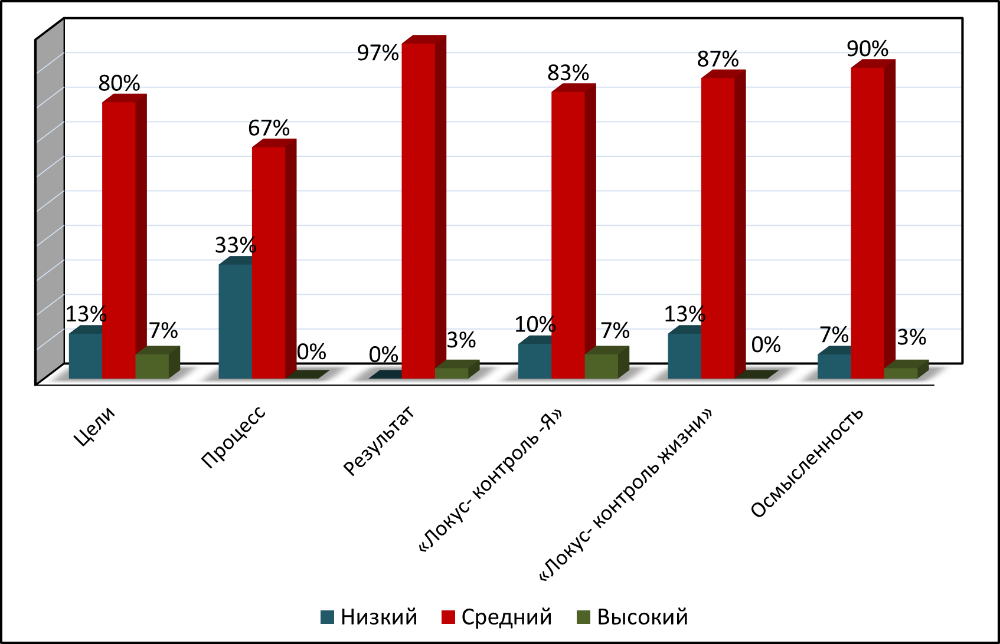 80%
67%
97%
83%
87%
90%
13%
7%
33%
0%
0%
3%
10%
7%
13%
0%
7%
3%
Цели
Процесс
Результат
«Локус- контроль -Я»
«Локус- контроль жизни»
Осмысленность
Низкий Средний Высокий